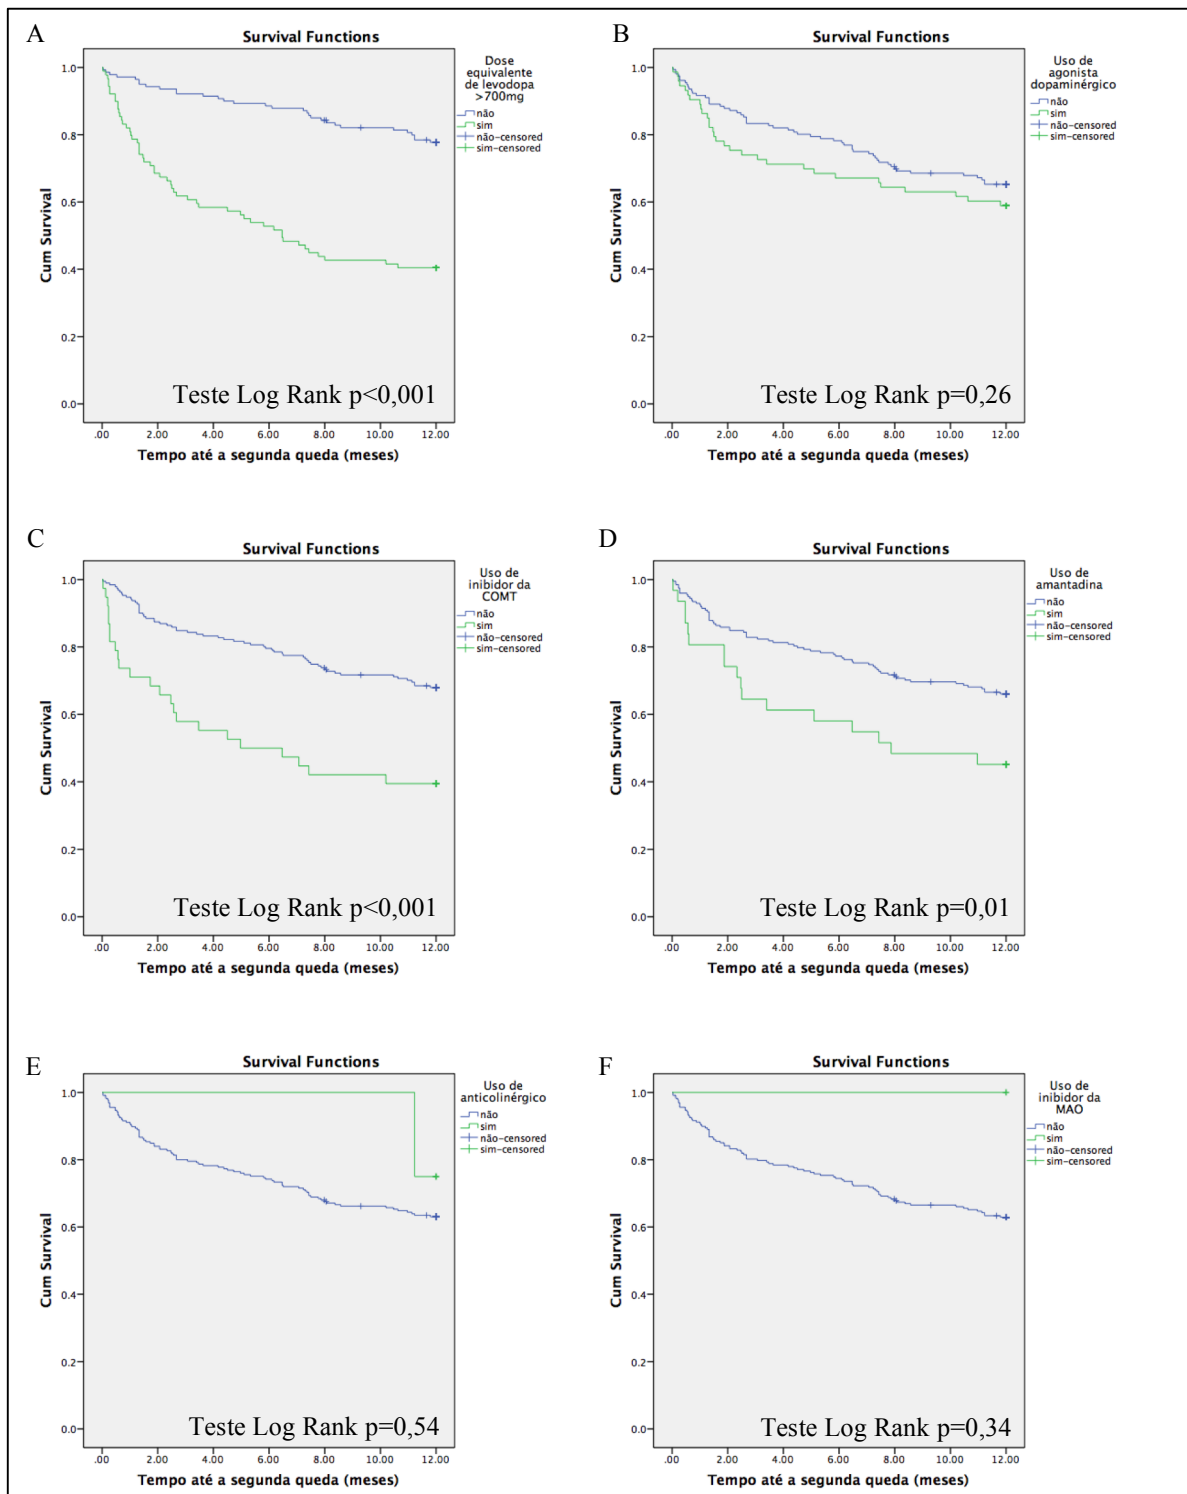 A
Survival Functions
Dose
equivalente
de levodopa
>700mg
não
sim
não-censored
sim-censored
1.0
0.8
0.6
0.4
0.2
0.0
Cum Survival
Teste Log Rank p<0,001
.00 2.00 4.00 6.00 8.00 10.00 12.00
Tempo até a segunda queda (meses)
B
Survival Functions
Uso de
agonista
dopaminérgico
não
sim
não-censored
sim-censored
1.0
0.8
0.6
0.4
0.2
0.0
Cum Survival
Teste Log Rank p=0,26
.00 2.00 4.00 6.00 8.00 10.00 12.00
Tempo até a segunda queda (meses)
C
Survival Functions
Uso de
inibidor da
COMT
não
sim
não-censored
sim-censored
1.0
0.8
0.6
0.4
0.2
0.0
Cum Survival
Teste Log Rank p<0,001
.00 2.00 4.00 6.00 8.00 10.00 12.00
Tempo até a segunda queda (meses)
D
Survival Functions
Uso de
amantadina
não
sim
não-censored
sim-censored
1.0
0.8
0.6
0.4
0.2
0.0
Cum Survival
Teste Log Rank p=0,01
.00 2.00 4.00 6.00 8.00 10.00 12.00
Tempo até a segunda queda (meses)
E
Survival Functions
Uso de
anticolinérgico
não
sim
não-censored
sim-censored
1.0
0.8
0.6
0.4
0.2
0.0
Cum Survival
Teste Log Rank p=0,54
.00 2.00 4.00 6.00 8.00 10.00 12.00
Tempo até a segunda queda (meses)
F
Survival Functions
Uso de
inibidor da
MAO
não
sim
não-censored
sim-censored
1.0
0.8
0.6
0.4
0.2
0.0
Cum Survival
Teste Log Rank p=0,34
.00 2.00 4.00 6.00 8.00 10.00 12.00
Tempo até a segunda queda (meses)